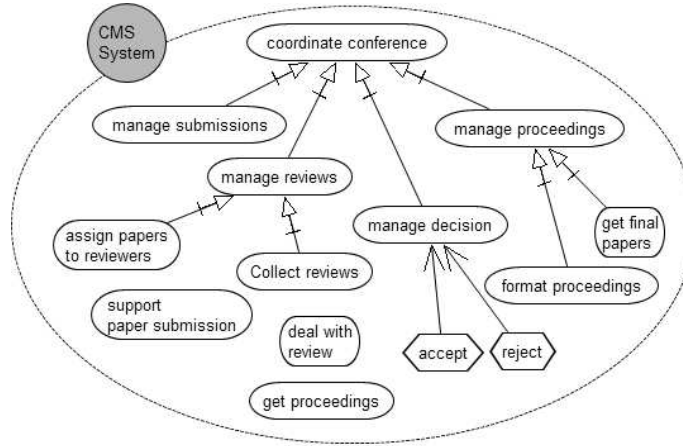 CMS
System
coordinate conference
manage submissions
manage proceedings
manage reviews
assign papers
to reviewers
manage decision
get final
papers
Collect reviews
format proceedings
support
paper submission
deal with
review
accept
reject
get proceedings